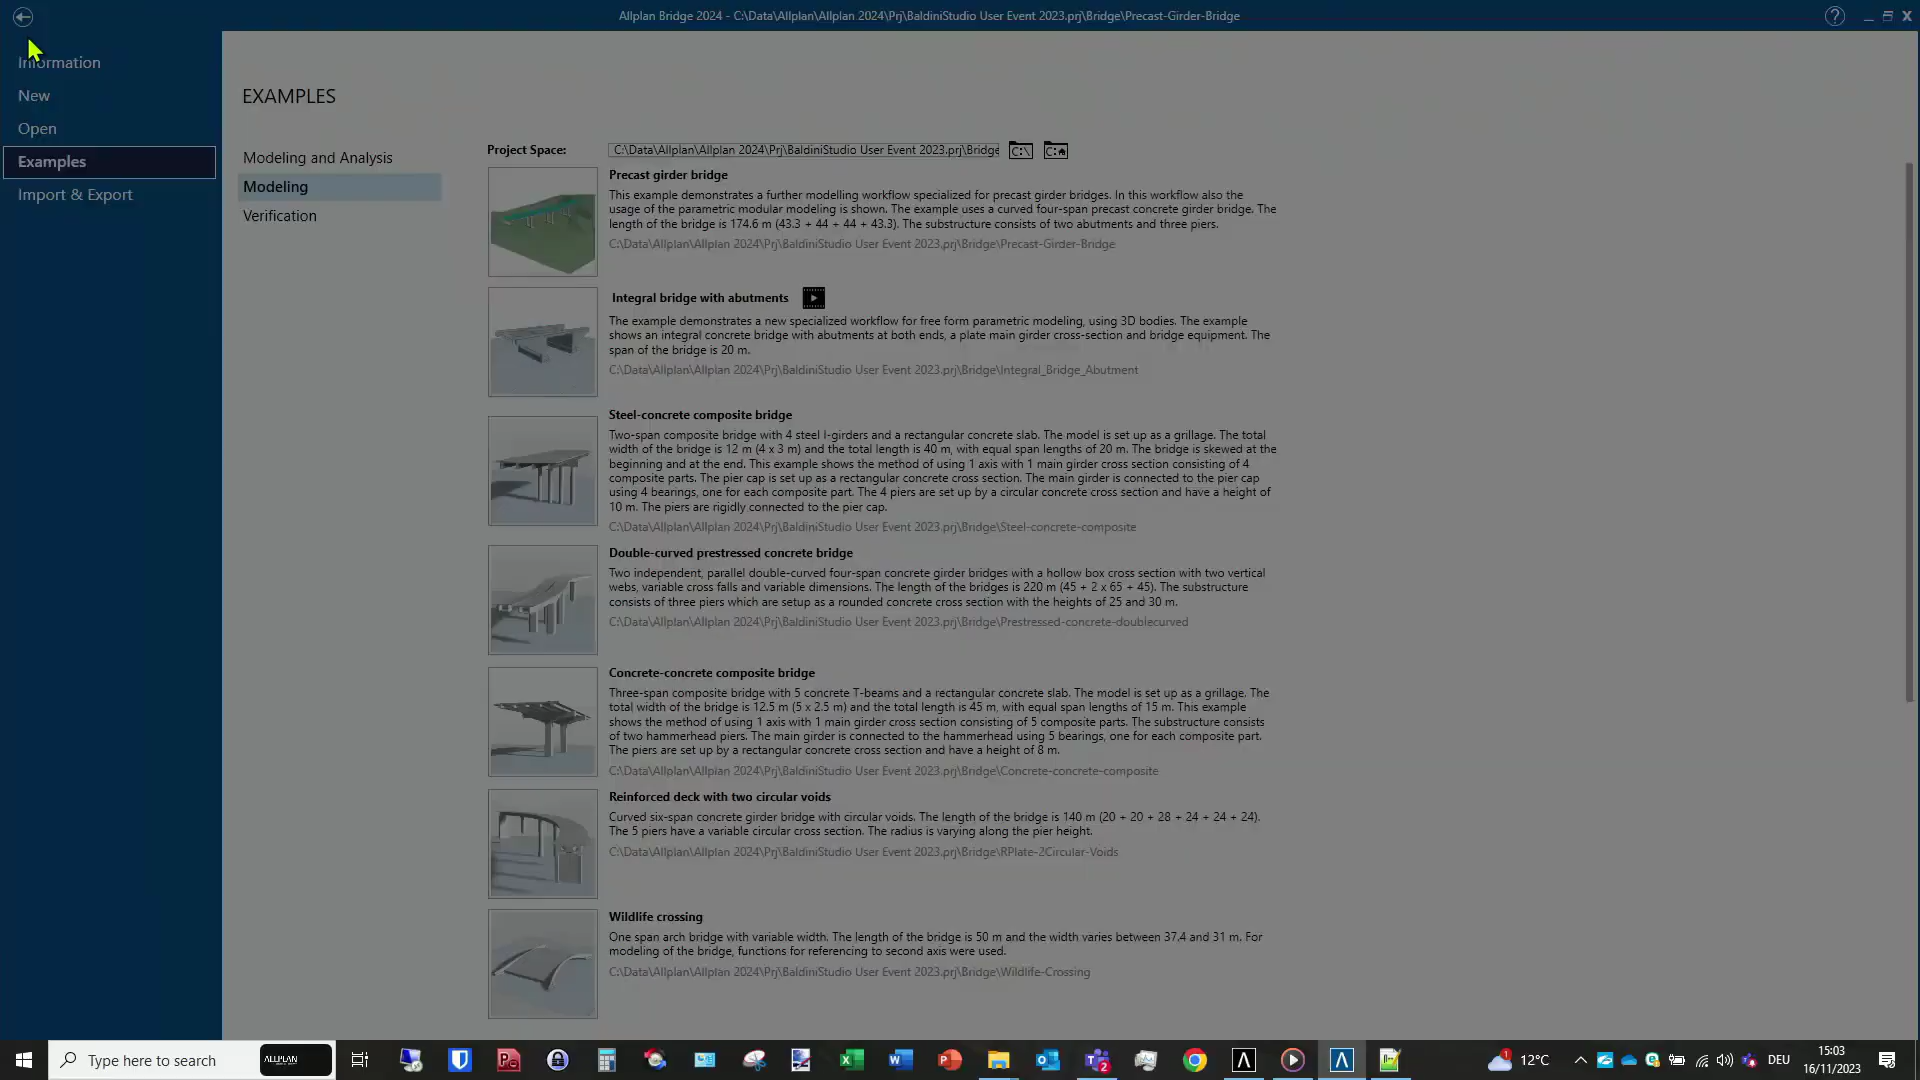 Allplan Bridge 2024 - C:\Data\Allplan\Allplan 2024\Prj\BaldiniStudio User Event 2023.prj\Bridge\Precast-Girder-Bridge
Information
New
Open
Examples
Import & Export
EXAMPLES
Modeling and Analysis
Modeling
Verification
Project Space:
C:\Data\Allplan\Allplan 2024\Prj\BaldiniStudio User Event 2023.prj\Bridge
Precast girder bridge
This example demonstrates a further modelling workflow specialized for precast girder bridges. In this workflow also the
usage of the parametric modular modeling is shown. The example uses a curved four-span precast concrete girder bridge. The
length of the bridge is 174.6 m (43.3 + 44 + 44 + 43.3). The substructure consists of two abutments and three piers.
C:\Data\Allplan\Allplan 2024\Prj\BaldiniStudio User Event 2023.prj\Bridge\Precast-Girder-Bridge
Integral bridge with abutments
The example demonstrates a new specialized workflow for free form parametric modeling, using 3D bodies. The example
shows an integral concrete bridge with abutments at both ends, a plate main girder cross-section and bridge equipment. The
span of the bridge is 20 m.
C:\Data\Allplan\Allplan 2024\Prj\BaldiniStudio User Event 2023.prj\Bridge\Integral_Bridge_Abutment
Steel-concrete composite bridge
Two-span composite bridge with 4 steel I-girders and a rectangular concrete slab. The model is set up as a grillage. The total
width of the bridge is 12 m (4 x 3 m) and the total length is 40 m, with equal span lengths of 20 m. The bridge is skewed at the
beginning and at the end. This example shows the method of using 1 axis with 1 main girder cross section consisting of 4
composite parts. The pier cap is set up as a rectangular concrete cross section. The main girder is connected to the pier cap
using 4 bearings, one for each composite part. The 4 piers are set up by a circular concrete cross section and have a height of
10 m. The piers are rigidly connected to the pier cap.
C:\Data\Allplan\Allplan 2024\Prj\BaldiniStudio User Event 2023.prj\Bridge\Steel-concrete-composite
Double-curved prestressed concrete bridge
Two independent, parallel double-curved four-span concrete girder bridges with a hollow box cross section with two vertical
webs, variable cross falls and variable dimensions. The length of the bridges is 220 m (45 + 2 x 65 + 45). The substructure
consists of three piers which are setup as a rounded concrete cross section with the heights of 25 and 30 m.
C:\Data\Allplan\Allplan 2024\Prj\BaldiniStudio User Event 2023.prj\Bridge\Prestressed-concrete-doublecurved
Concrete-concrete composite bridge
Three-span composite bridge with 5 concrete T-beams and a rectangular concrete slab. The model is set up as a grillage. The
total width of the bridge is 12.5 m (5 x 2.5 m) and the total length is 45 m, with equal span lengths of 15 m. This example
shows the method of using 1 axis with 1 main girder cross section consisting of 5 composite parts. The substructure consists
of two hammerhead piers. The main girder is connected to the hammerhead using 5 bearings, one for each composite part.
The piers are set up by a rectangular concrete cross section and have a height of 8 m.
C:\Data\Allplan\Allplan 2024\Prj\BaldiniStudio User Event 2023.prj\Bridge\Concrete-concrete-composite
Reinforced deck with two circular voids
Curved six-span concrete girder bridge with circular voids. The length of the bridge is 140 m (20 + 20 + 28 + 24 + 24 + 24).
The 5 piers have a variable circular cross section. The radius is varying along the pier height.
C:\Data\Allplan\Allplan 2024\Prj\BaldiniStudio User Event 2023.prj\Bridge\RPlate-2Circular-Voids
Wildlife crossing
One span arch bridge with variable width. The length of the bridge is 50 m and the width varies between 37.4 and 31 m. For
modeling of the bridge, functions for referencing to second axis were used.
C:\Data\Allplan\Allplan 2024\Prj\BaldiniStudio User Event 2023.prj\Bridge\Wildlife-Crossing
Type here to search
ALLPLAN
12°C
DEU
15:03
16/11/2023